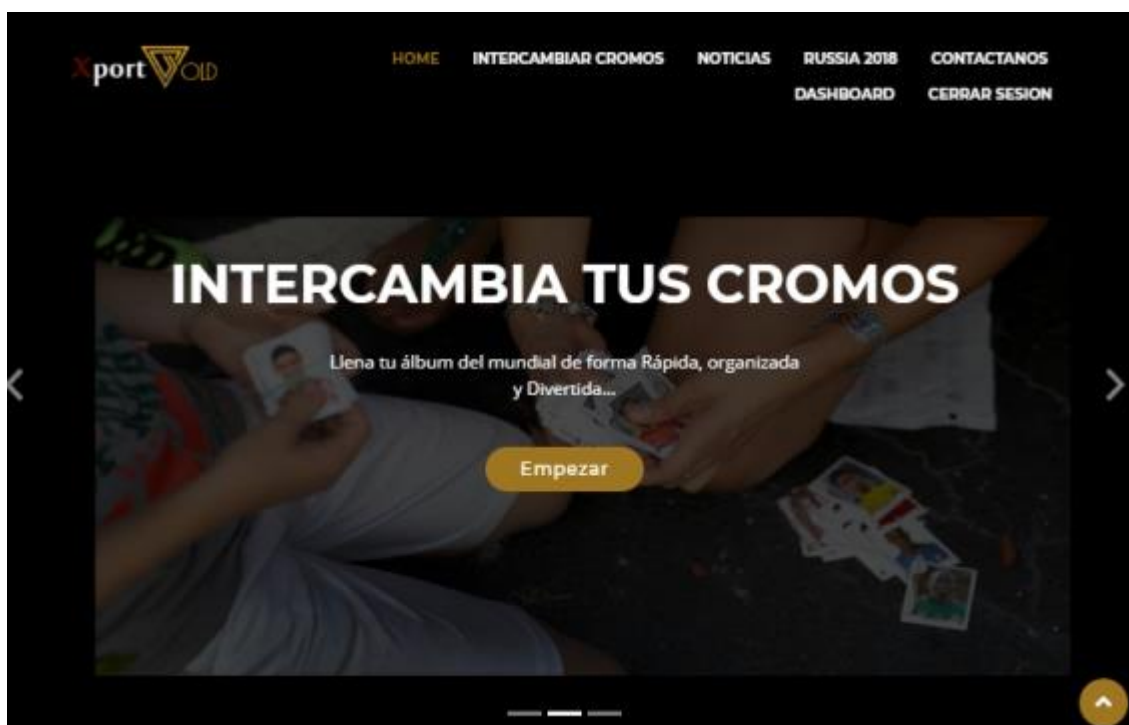 Xport VOLD
HOME INTERCAMBIAR CROMOS NOTICIAS RUSSIA 2018 CONTACTANOS
DASHBOARD CERRAR SESION
INTERCAMBIA TUS CROMOS
Llena tu álbum del mundial de forma Rápida, organizada
y Divertida...
Empezar